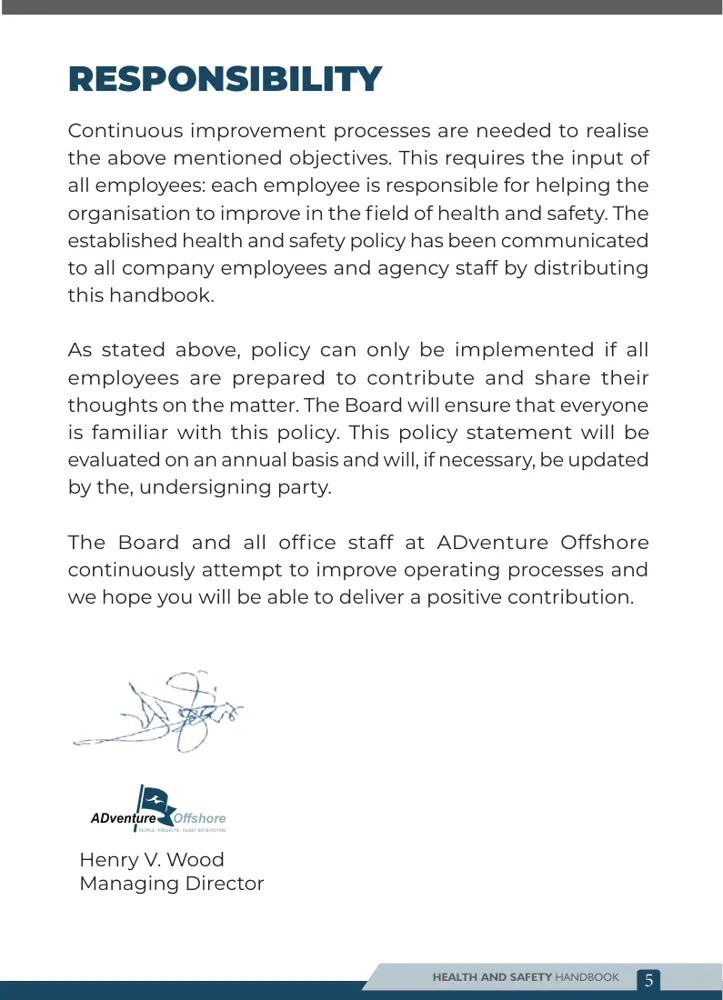 RESPONSIBILITY
Continuous improvement processes are needed to realise
the above mentioned objectives. This requires the input of
all employees: each employee is responsible for helping the
organisation to improve in the field of health and safety. The
established health and safety policy has been communicated
to all company employees and agency staff by distributing
this handbook.
As stated above, policy can only be implemented if all
employees are prepared to contribute and share their
thoughts on the matter. The Board will ensure that everyone
is familiar with this policy. This policy statement will be
evaluated on an annual basis and will, if necessary, be updated
by the, undersigning party.
The Board and all office staff at ADventure Offshore
continuously attempt to improve operating processes and
we hope you will be able to deliver a positive contribution.
ADventure Offshore
PEOPLE - PROJECTS - CLIENT SATISFACTION
Henry V. Wood
Managing Director
HEALTH AND SAFETY HANDBOOK 5